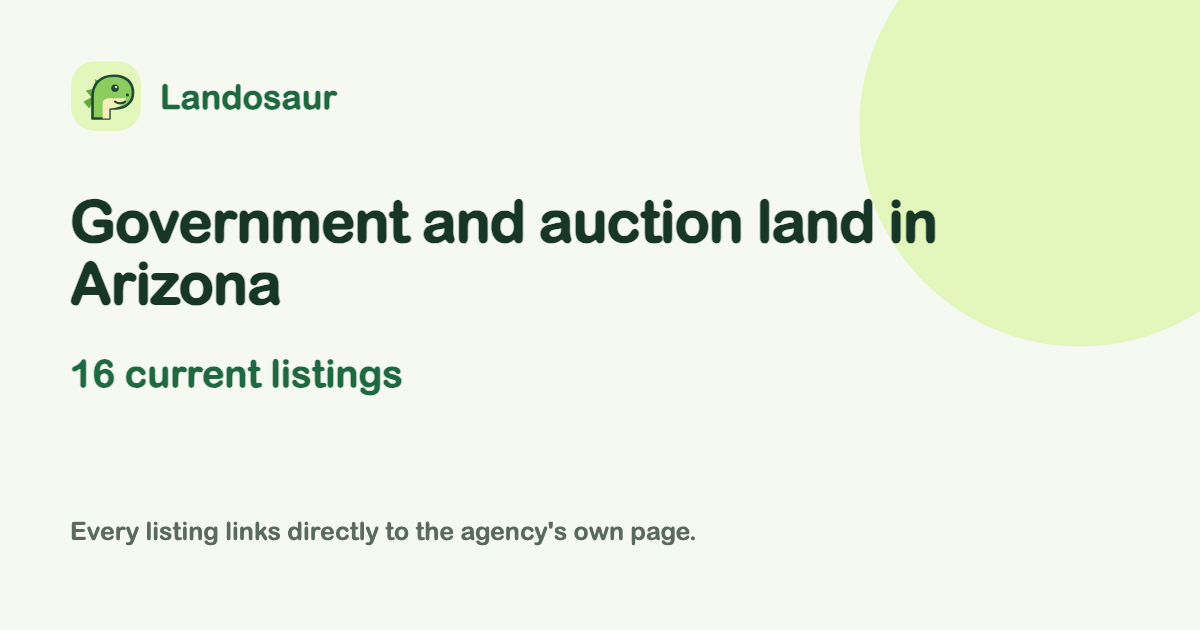 Landosaur
Government and auction land in
Arizona
16 current listings
Every listing links directly to the agency's own page.